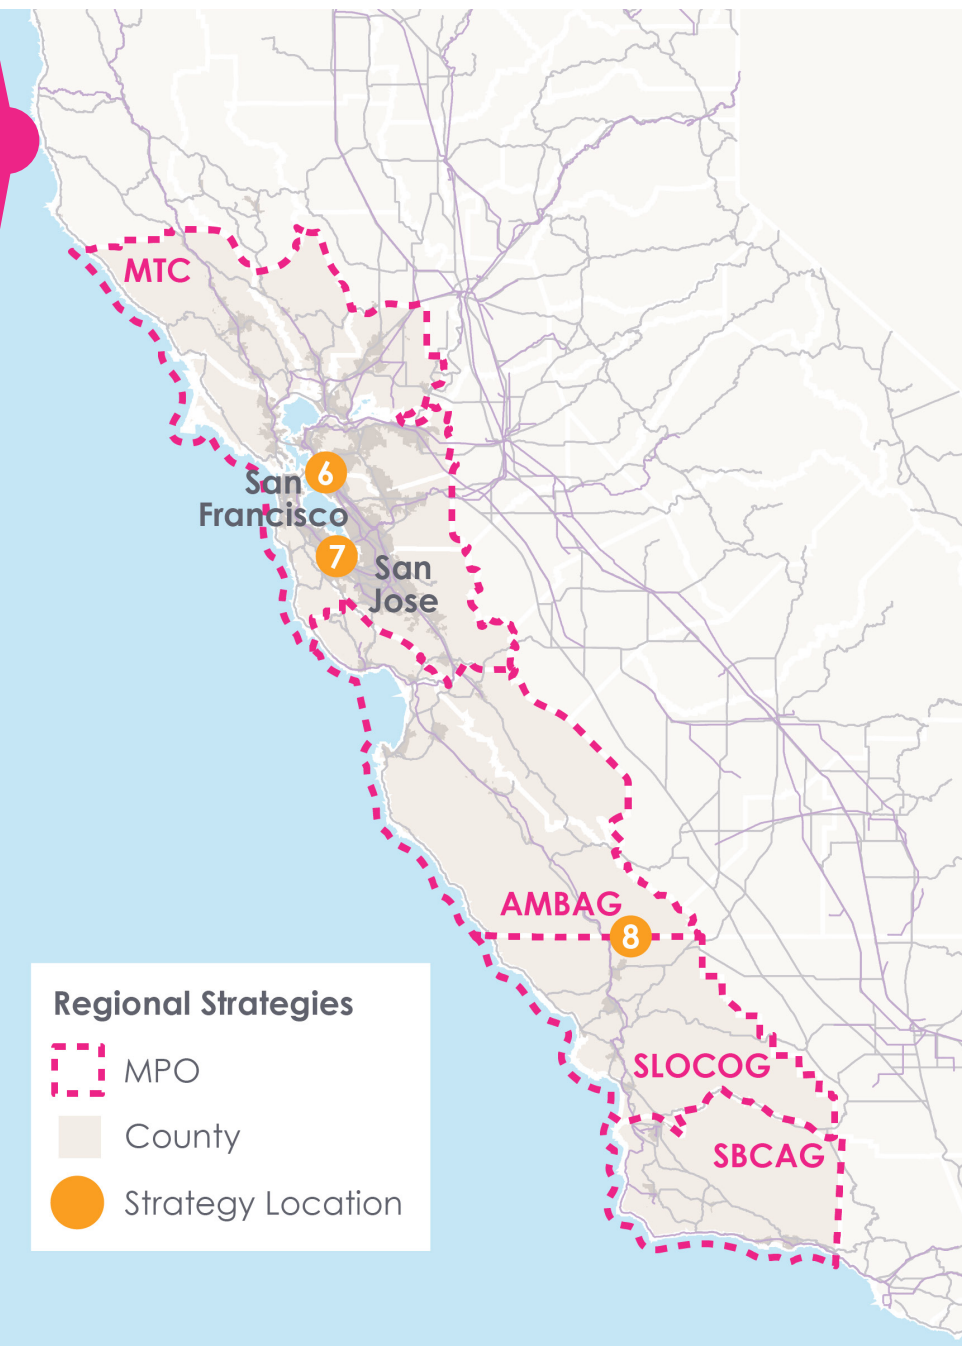 MTC
San
Francisco
6
7
San
Jose
AMBAG
8
SLOCOG
SBCAG
Regional Strategies
MPO
County
Strategy Location